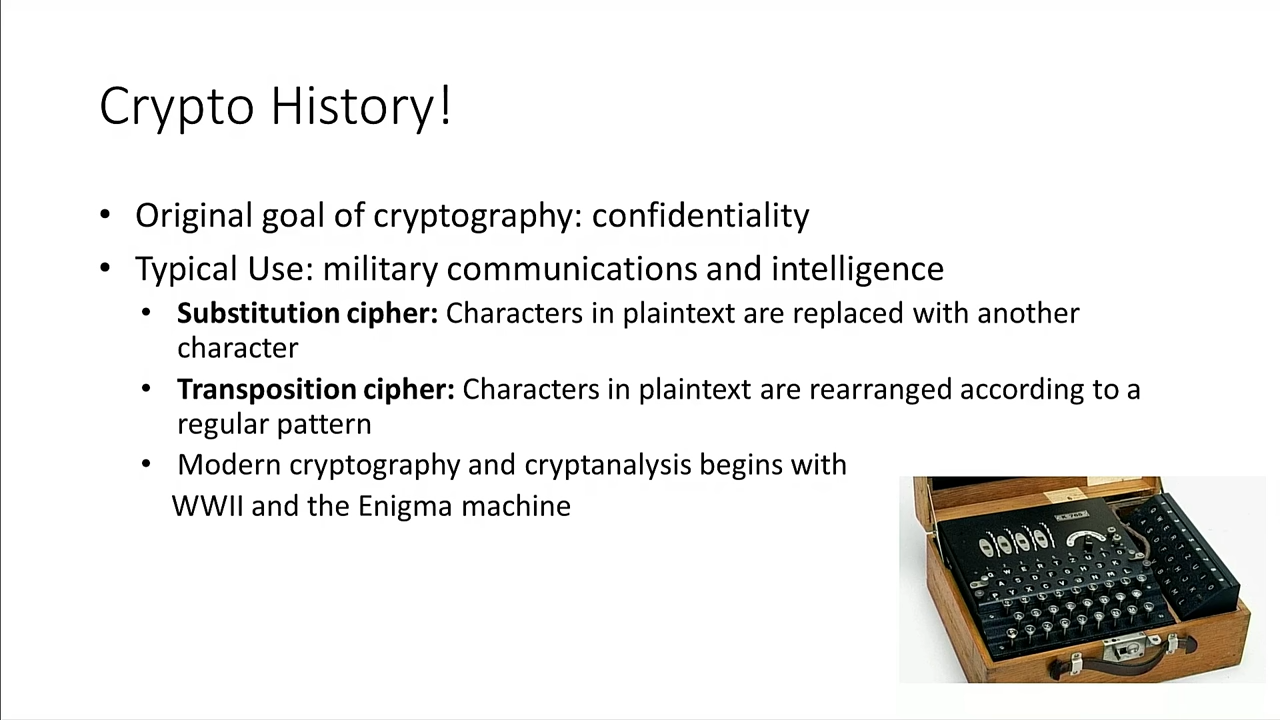 Crypto History!
• Original goal of cryptography: confidentiality
• Typical Use: military communications and intelligence
• Substitution cipher: Characters in plaintext are replaced with another
character
• Transposition cipher: Characters in plaintext are rearranged according to a
regular pattern
• Modern cryptography and cryptanalysis begins with
WWII and the Enigma machine